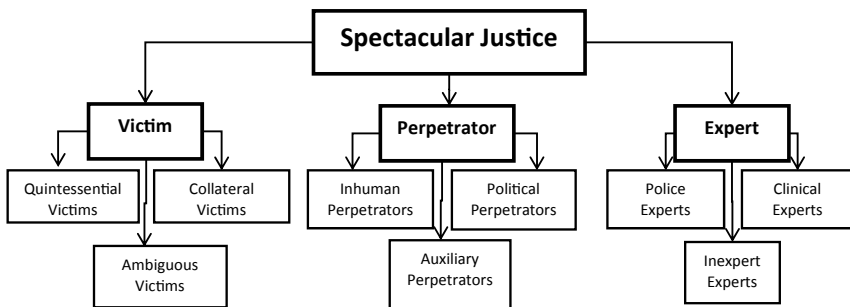 Spectacular Justice
Victim
Perpetrator
Expert
Quintessential
Victims
Collateral
Victims
Inhuman
Perpetrators
Political
Perpetrators
Police
Experts
Clinical
Experts
Ambiguous
Victims
Auxiliary
Perpetrators
Inexpert
Experts